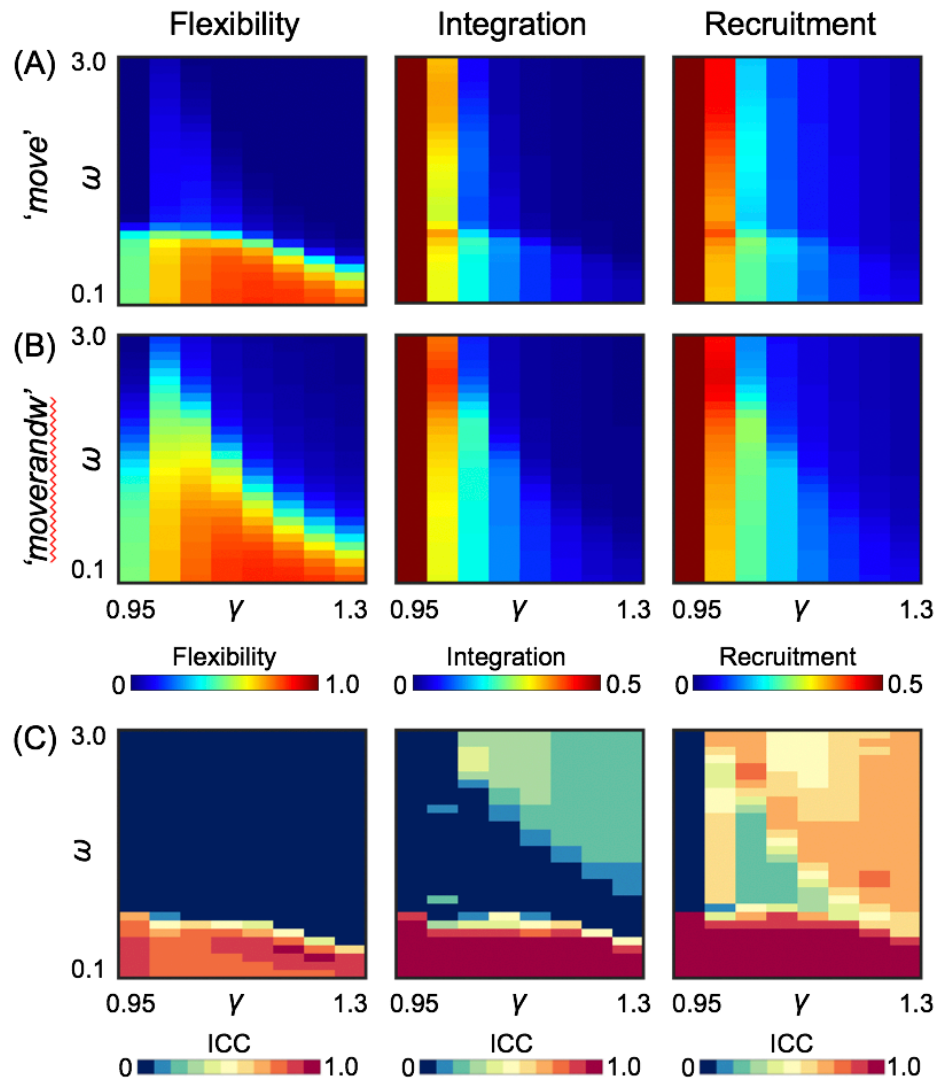 Flexibility Integration Recruitment
(A) 3.0
'move' ω
0.1
(B) 3.0
'moverandw' ω
0.1
0.95 γ 1.3 0.95 γ 1.3 0.95 γ 1.3
Flexibility Integration Recruitment
0 1.0 0 0.5 0 0.5
(C) 3.0
ω
0.1
0.95 γ 1.3 0.95 γ 1.3 0.95 γ 1.3
ICC ICC ICC
0 1.0 0 1.0 0 1.0